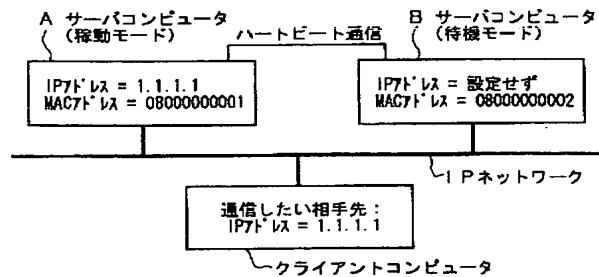 A サーバコンピュータ
(稼動モード)
ハートビート通信
B サーバコンピュータ
(待機モード)
IPアドレス = 1.1.1.1
MACアドレス = 08000000001
IPアドレス = 設定せず
MACアドレス = 08000000002
IPネットワーク
通信したい相手先:
IPアドレス = 1.1.1.1
クライアントコンピュータ